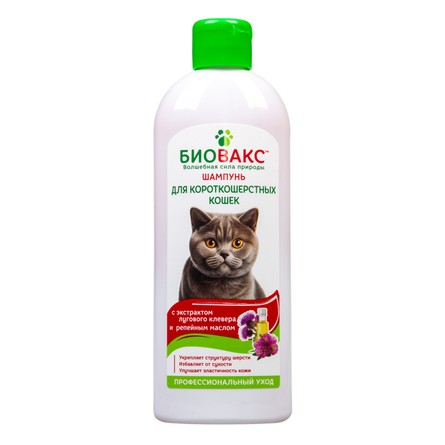 БИОВАКС™
Волшебная сила природы
ШАМПУНЬ
ДЛЯ КОРОТКОШЕРСТНЫХ
КОШЕК
с экстрактом
лугового клевера
и репейным маслом
Укрепляет структуру шерсти
Избавляет от сухости
Улучшает эластичность кожи
ПРОФЕССИОНАЛЬНЫЙ УХОД